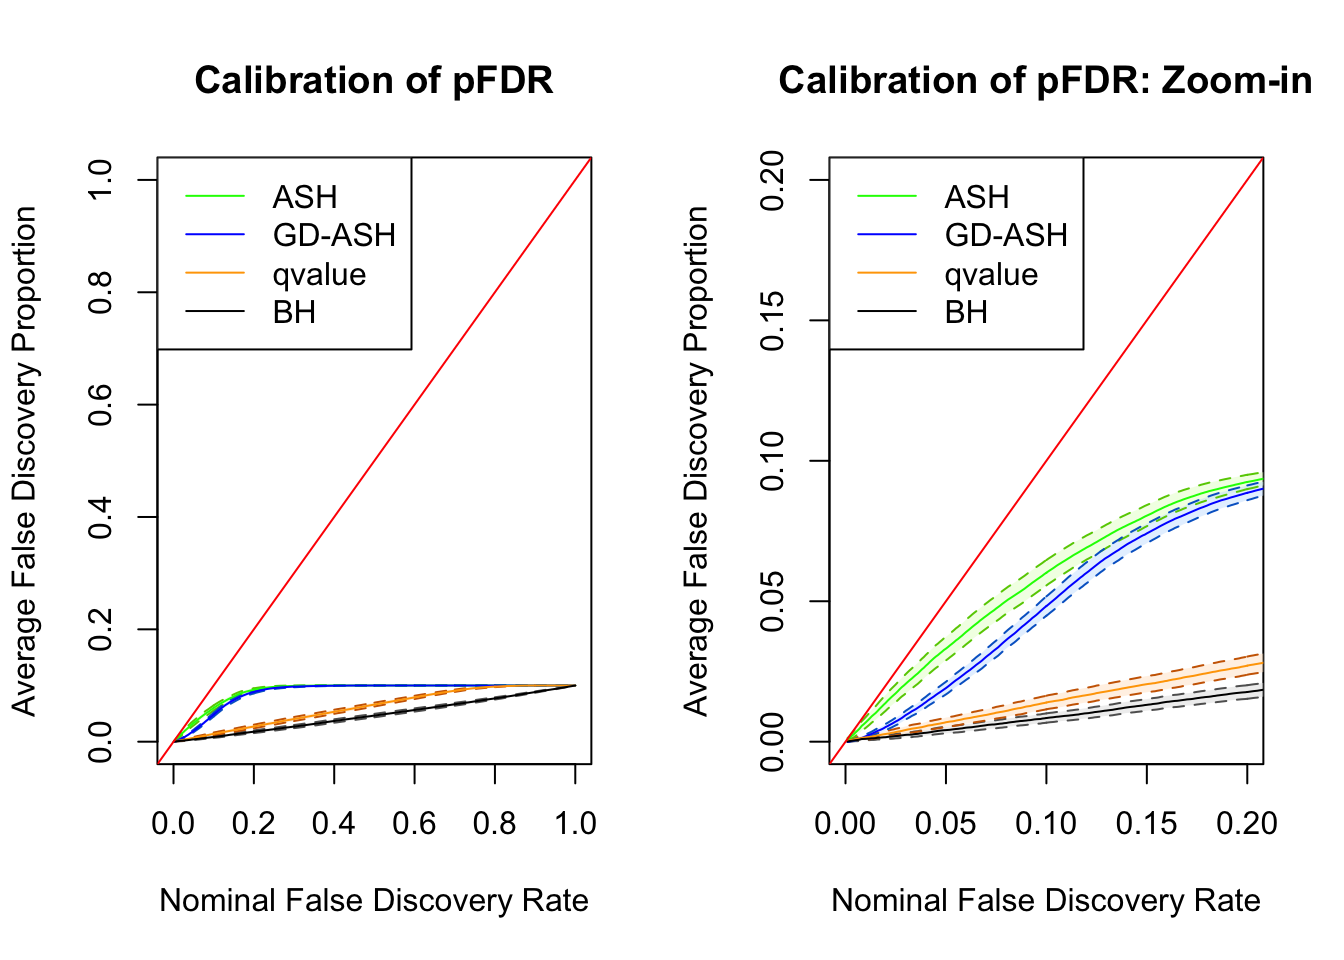 Calibration of pFDR
Average False Discovery Proportion
1.0
0.8
0.6
0.4
0.2
0.0
ASH
GD-ASH
qvalue
BH
0.0 0.2 0.4 0.6 0.8 1.0
Nominal False Discovery Rate
Calibration of pFDR: Zoom-in
Average False Discovery Proportion
0.20
0.15
0.10
0.05
0.00
ASH
GD-ASH
qvalue
BH
0.00 0.05 0.10 0.15 0.20
Nominal False Discovery Rate